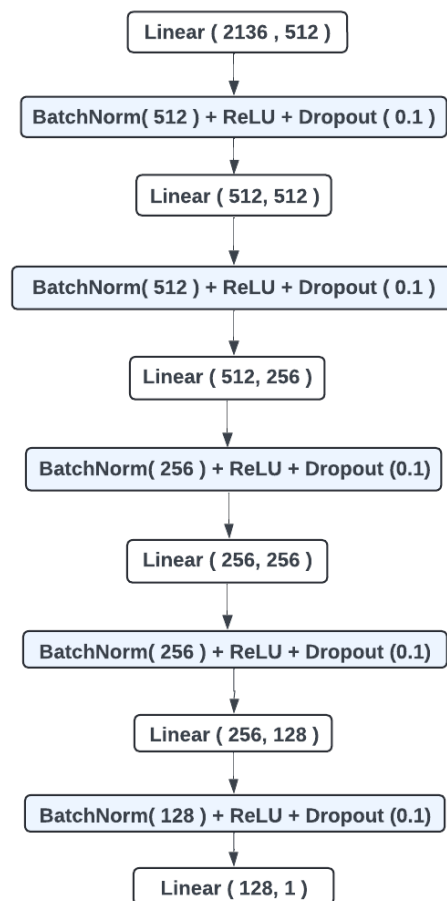 Linear ( 2136 , 512 )
BatchNorm( 512 ) + ReLU + Dropout ( 0.1 )
Linear ( 512, 512 )
BatchNorm( 512 ) + ReLU + Dropout ( 0.1 )
Linear ( 512, 256 )
BatchNorm( 256 ) + ReLU + Dropout (0.1)
Linear ( 256, 256 )
BatchNorm( 256 ) + ReLU + Dropout (0.1)
Linear ( 256, 128 )
BatchNorm( 128 ) + ReLU + Dropout (0.1)
Linear ( 128, 1 )